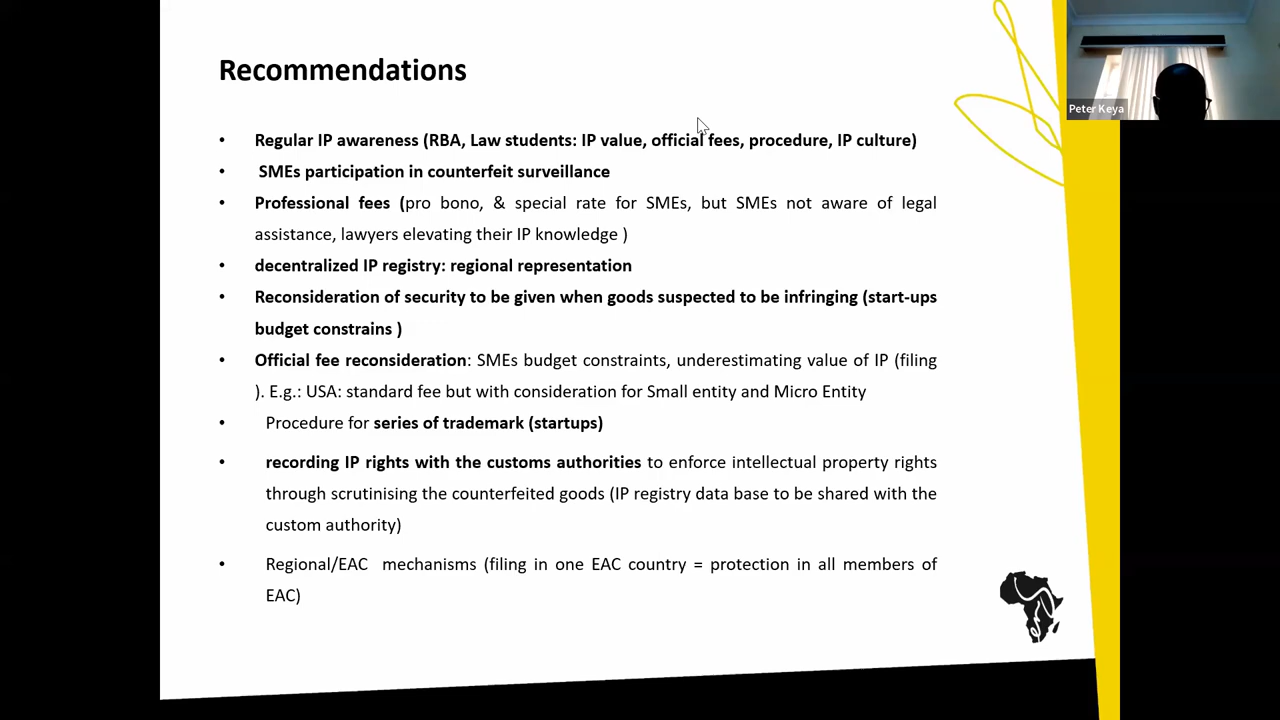 Recommendations
• Regular IP awareness (RBA, Law students: IP value, official fees, procedure, IP culture)
• SMEs participation in counterfeit surveillance
• Professional fees (pro bono, & special rate for SMEs, but SMEs not aware of legal
assistance, lawyers elevating their IP knowledge )
• decentralized IP registry: regional representation
• Reconsideration of security to be given when goods suspected to be infringing (start-ups
budget constrains )
• Official fee reconsideration: SMEs budget constraints, underestimating value of IP (filing
). E.g.: USA: standard fee but with consideration for Small entity and Micro Entity
• Procedure for series of trademark (startups)
• recording IP rights with the customs authorities to enforce intellectual property rights
through scrutinising the counterfeited goods (IP registry data base to be shared with the
custom authority)
• Regional/EAC mechanisms (filing in one EAC country = protection in all members of
EAC)
Peter Keya